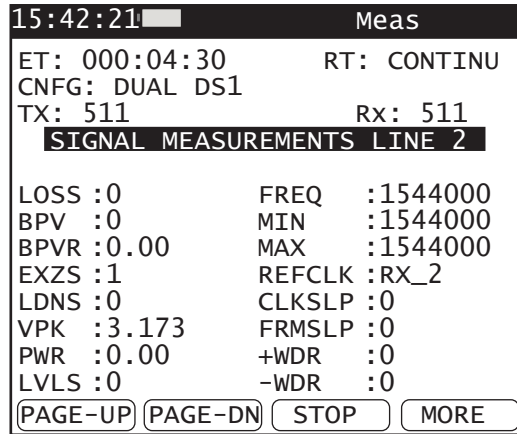 15:42:21 Meas
ET: 000:04:30 RT: CONTINU
CNFG: DUAL DS1
TX: 511 Rx: 511
SIGNAL MEASUREMENTS LINE 2
LOSS :0 FREQ :1544000
BPV :0 MIN :1544000
BPVR :0.00 MAX :1544000
EXZS :1 REFCLK :RX_2
LDNS :0 CLKSLP :0
VPK :3.173 FRMSLP :0
PWR :0.00 +WDR :0
LVLS :0 -WDR :0
PAGE-UP PAGE-DN STOP MORE